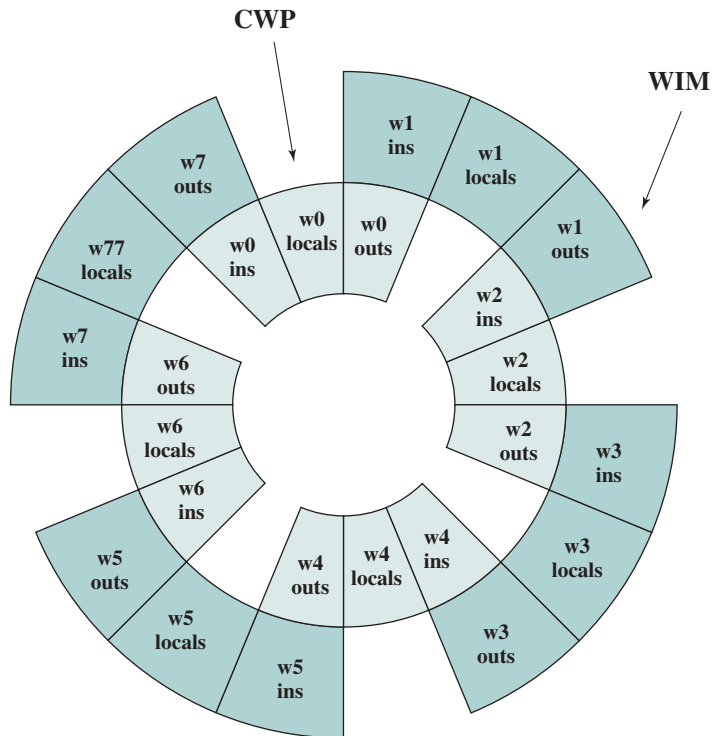 CWP
WIM
w1
ins
w1
locals
w1
outs
w7
outs
w0
ins
w0
locals
w0
outs
w77
locals
w7
ins
w2
ins
w2
locals
w2
outs
w6
outs
w6
locals
w6
ins
w3
ins
w3
locals
w3
outs
w4
ins
w4
locals
w4
outs
w5
outs
w5
locals
w5
ins